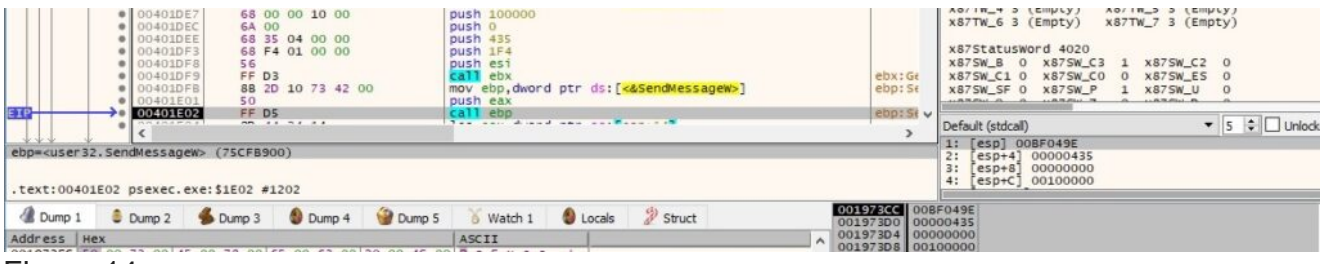 00401DE7 68 00 00 10 00 push 100000
00401DEC 6A 00 push 0
00401DEE 68 35 04 00 00 push 435
00401DF3 68 F4 01 00 00 push 1F4
00401DF8 56 push esi
00401DF9 FF D3 call ebx ebx:Ge
00401DFB 8B 2D 10 73 42 00 mov ebp,dword ptr ds:[<&SendMessageW>] ebp:Se
00401E01 50 push eax
EIP 00401E02 FF D5 call ebp ebp:Se
ebp=<user32.SendMessageW> (75CFB900)
.text:00401E02 psexec.exe:$1E02 #1202
x87TW_4 3 (Empty) x87TW_5 3 (Empty)
x87TW_6 3 (Empty) x87TW_7 3 (Empty)
x87StatusWord 4020
x87SW_B 0 x87SW_C3 1 x87SW_C2 0
x87SW_C1 0 x87SW_C0 0 x87SW_ES 0
x87SW_SF 0 x87SW_P 1 x87SW_U 0
Default (stdcall) 5 Unlock
1: [esp] 00BF049E
2: [esp+4] 00000435
3: [esp+8] 00000000
4: [esp+C] 00100000
Dump 1 Dump 2 Dump 3 Dump 4 Dump 5 Watch 1 Locals Struct
Address Hex ASCII
001973CC 00BF049E
001973D0 00000435
001973D4 00000000
001973D8 00100000